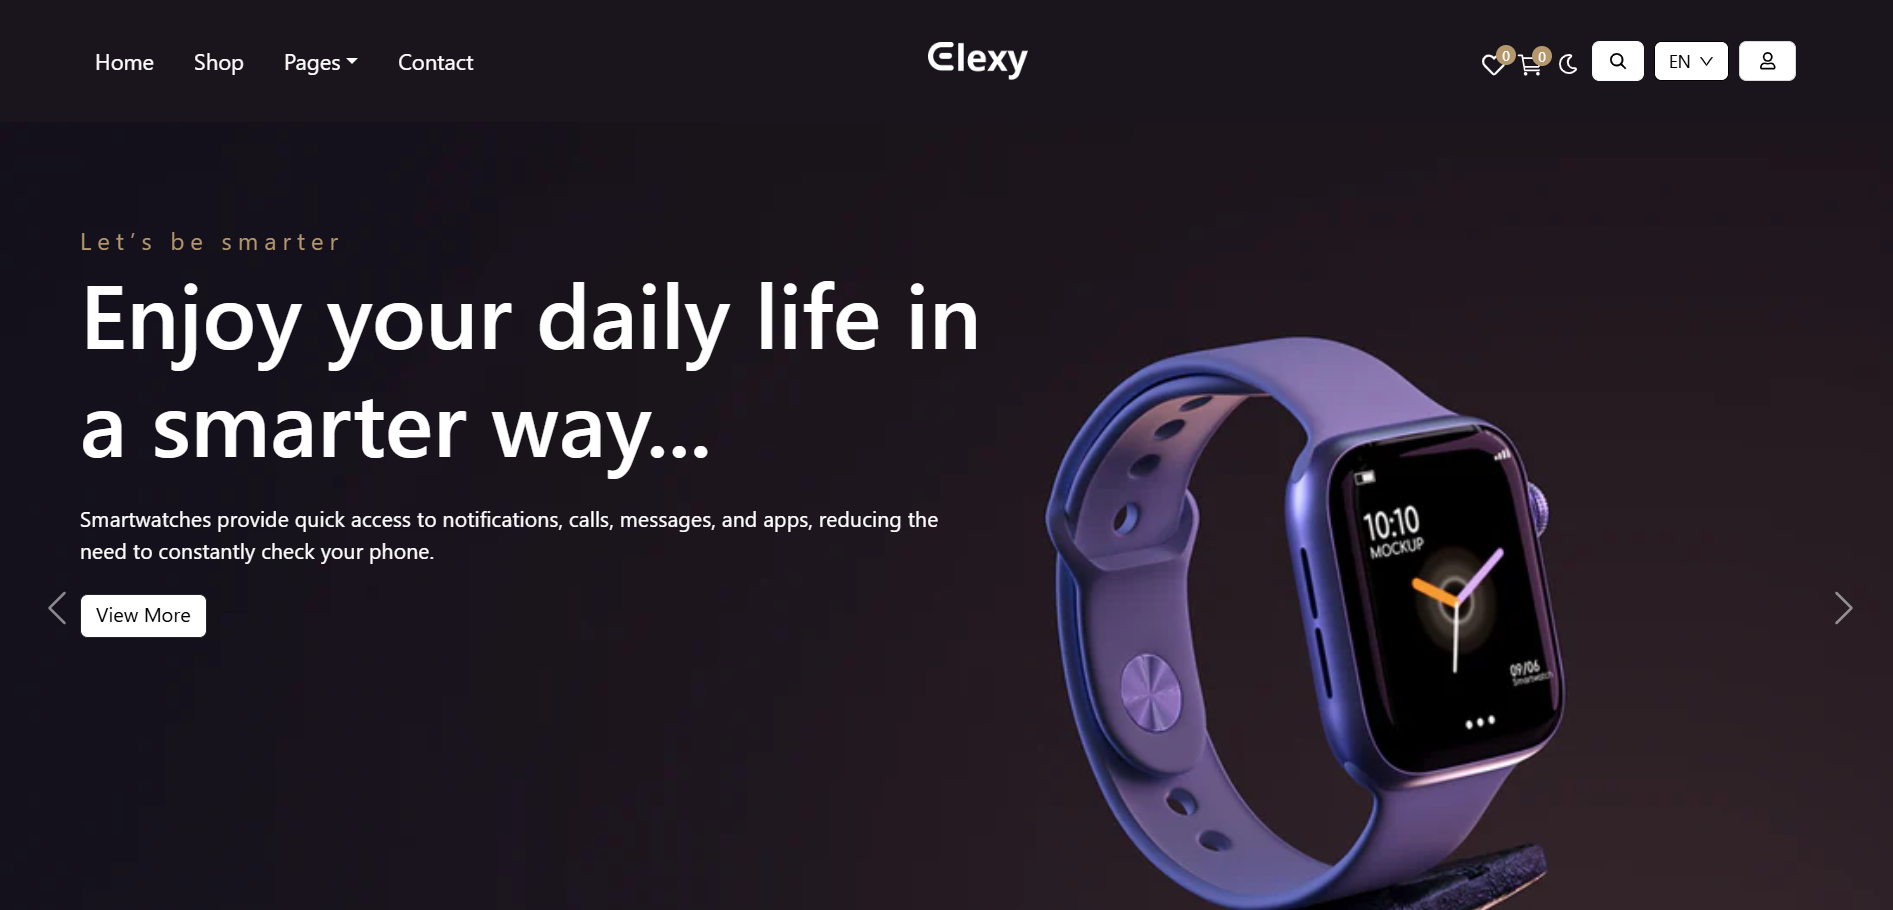 Home Shop Pages Contact
Elexy
0 0 EN
Let's be smarter
Enjoy your daily life in
a smarter way...
Smartwatches provide quick access to notifications, calls, messages, and apps, reducing the
need to constantly check your phone.
View More
10:10
MOCKUP
09/06
Smartwatch